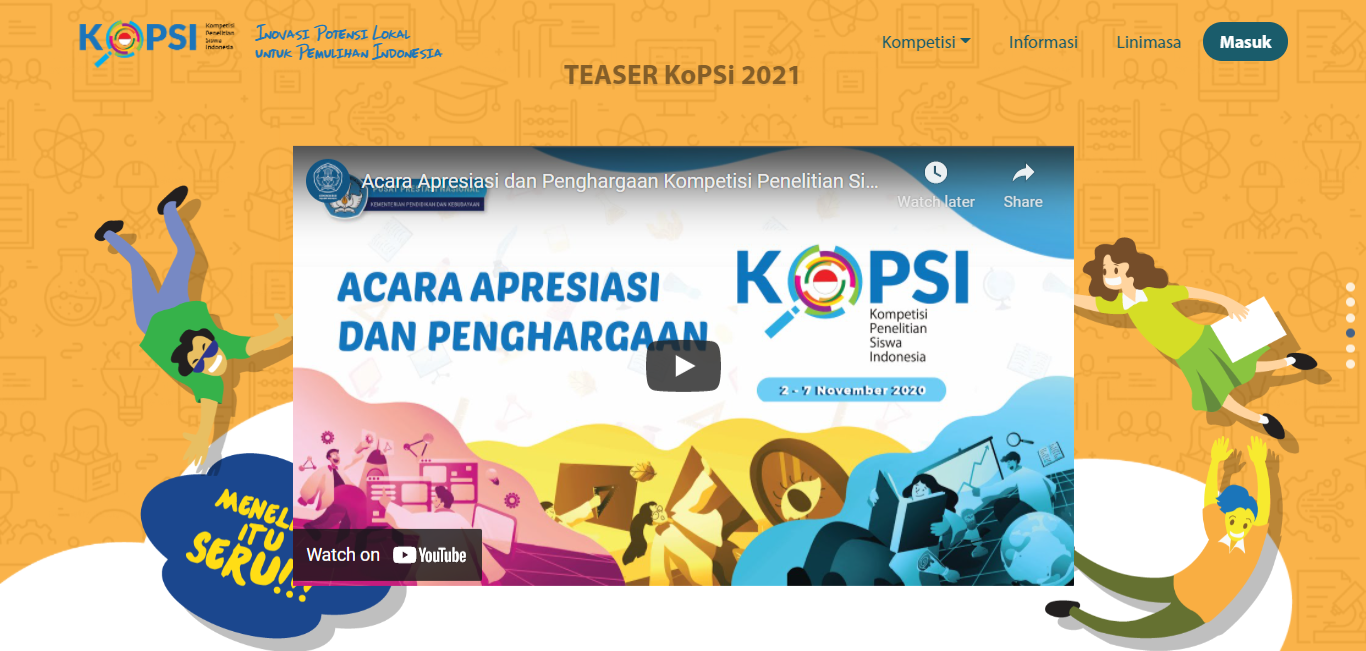 KOPSI
Kompetisi
Penelitian
Siswa
Indonesia
Inovasi Potensi Lokal
untuk Pemulihan Indonesia
Kompetisi
Informasi
Linimasa
Masuk
TEASER KoPSi 2021
Acara Apresiasi dan Penghargaan Kompetisi Penelitian Si...
Watch later
Share
PUSAT PRESTASI NASIONAL
KEMENTERIAN PENDIDIKAN DAN KEBUDAYAAN
ACARA APRESIASI
DAN PENGHARGAAN
KOPSI
Kompetisi
Penelitian
Siswa
Indonesia
2 - 7 November 2020
ITU
SERU!!!
Watch on YouTube